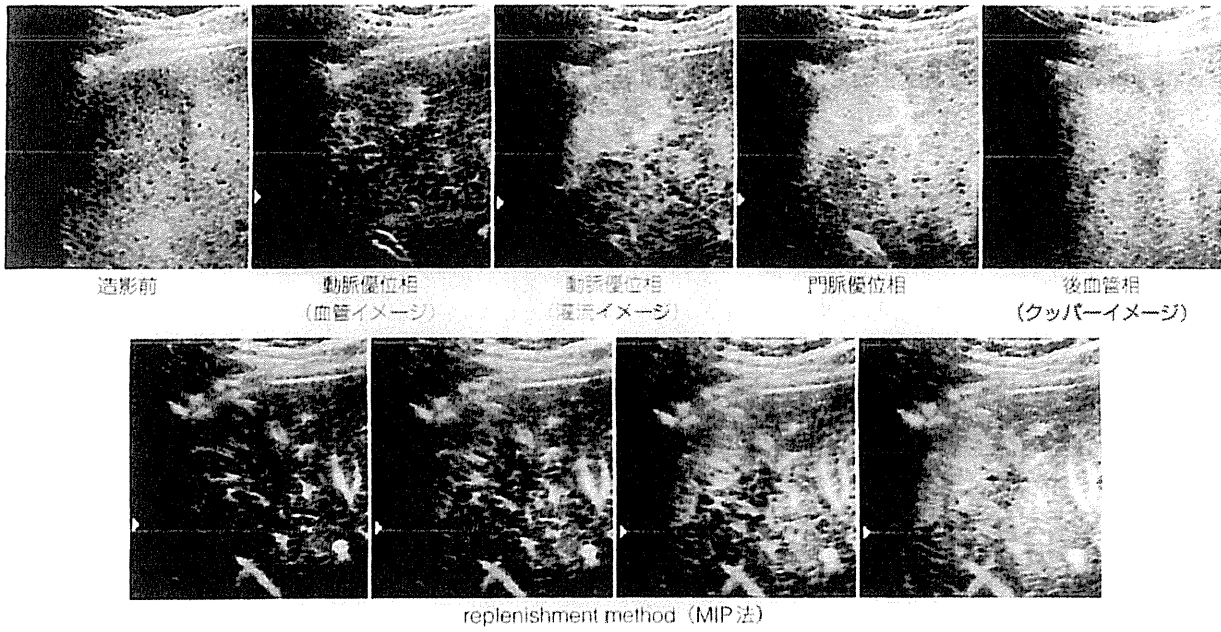 造影前
動脈優位相
(血管イメージ)
動脈優位相
(灌流イメージ)
門脈優位相
後血管相
(クッパーイメージ)
replenishment method (MIP法)